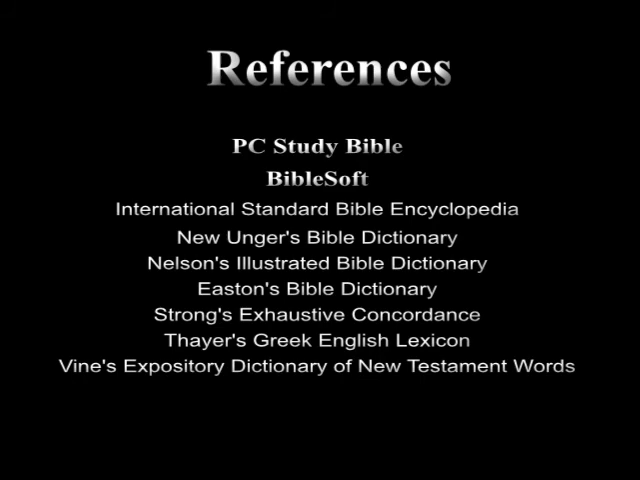 References
PC Study Bible
BibleSoft
International Standard Bible Encyclopedia
New Unger's Bible Dictionary
Nelson's Illustrated Bible Dictionary
Easton's Bible Dictionary
Strong's Exhaustive Concordance
Thayer's Greek English Lexicon
Vine's Expository Dictionary of New Testament Words